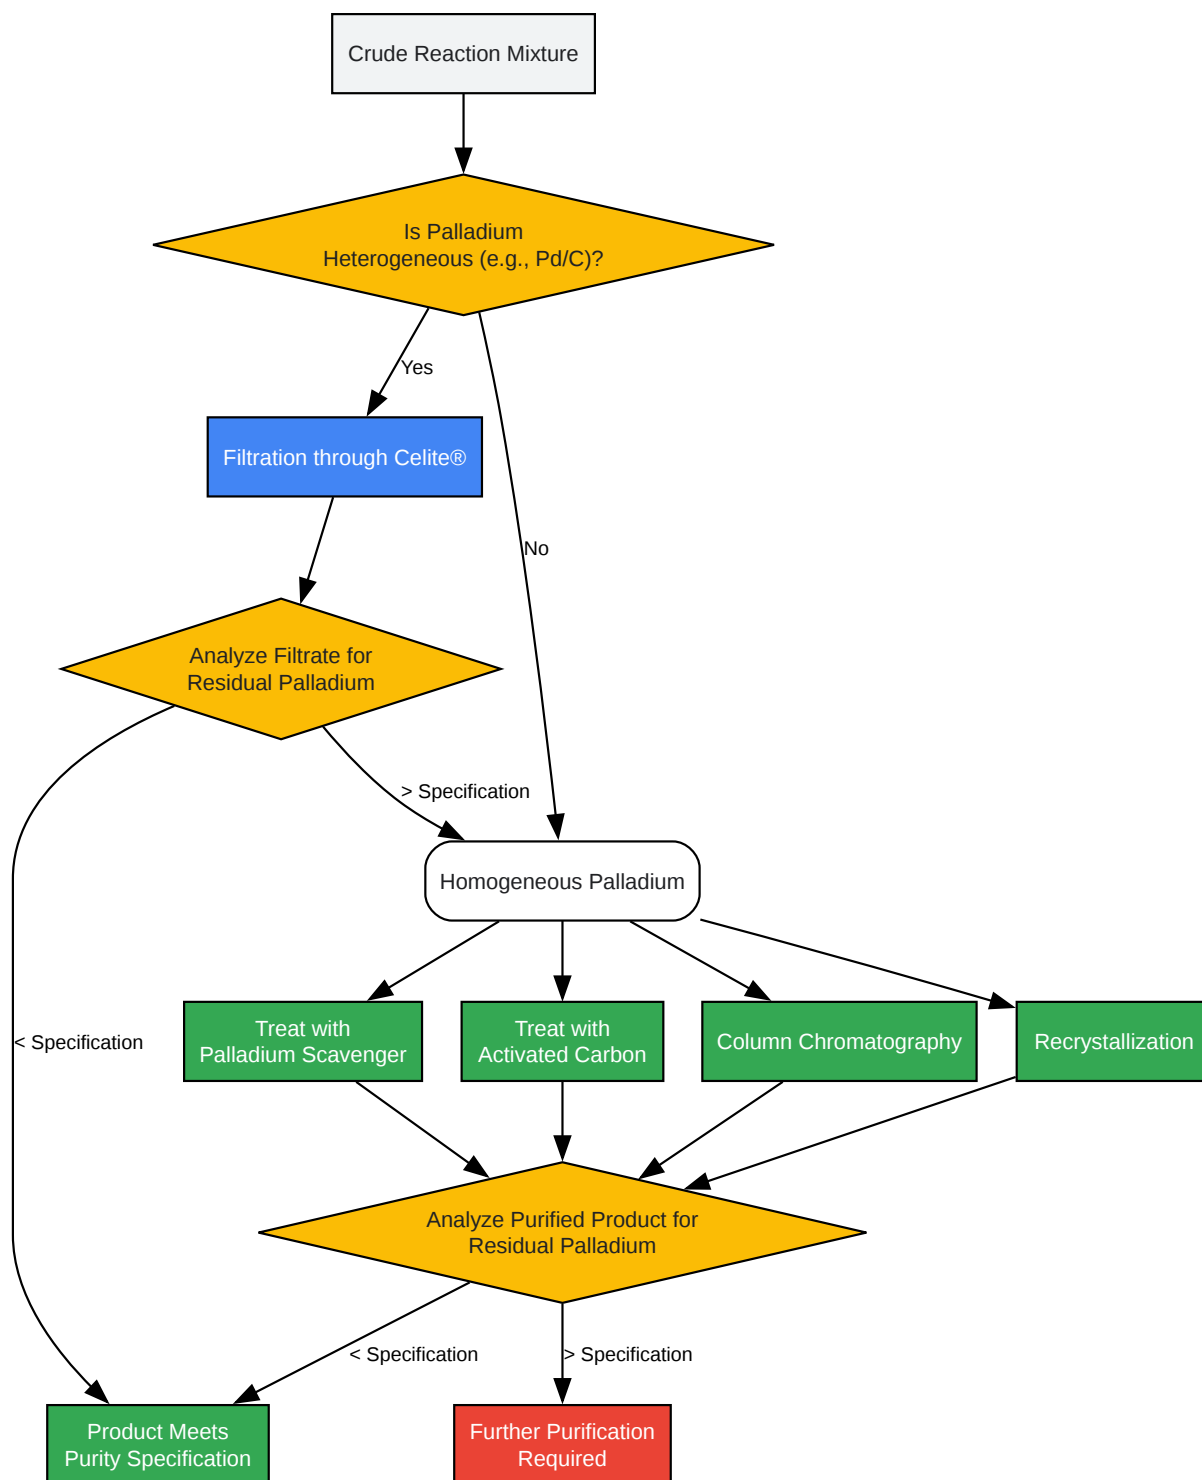 Crude Reaction Mixture
Is Palladium
Heterogeneous (e.g., Pd/C)?
Yes
Filtration through Celite®
No
Analyze Filtrate for
Residual Palladium
> Specification
Homogeneous Palladium
< Specification
Treat with
Palladium Scavenger
Treat with
Activated Carbon
Column Chromatography
Recrystallization
Analyze Purified Product for
Residual Palladium
< Specification
> Specification
Product Meets
Purity Specification
Further Purification
Required